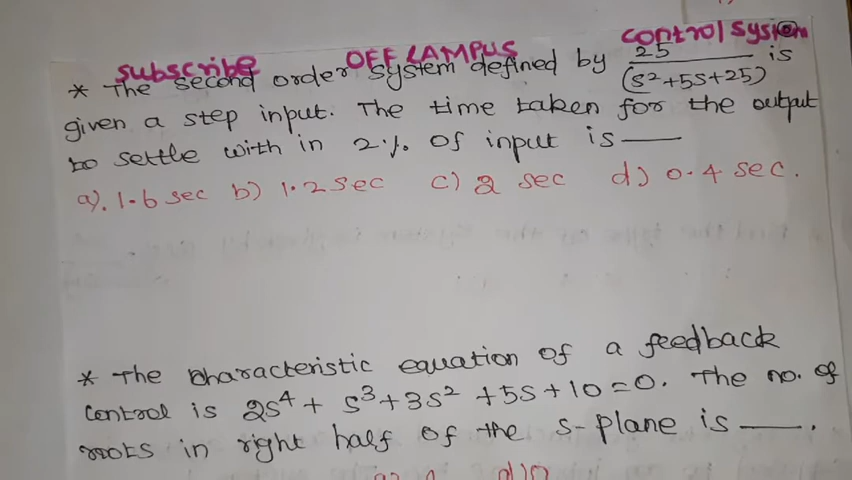 subscribe OFF CAMPUS control system
* The second order system defined by 25/(s²+5s+25) is
given a step input. The time taken for the output
to settle with in 2% of input is ——
a). 1.6 sec b) 1.2 sec c) 2 sec d) 0.4 sec.
* The characteristic equation of a feedback
control is 2s⁴ + s³ + 3s² + 5s + 10 = 0. The no. of
roots in right half of the s-plane is ——.